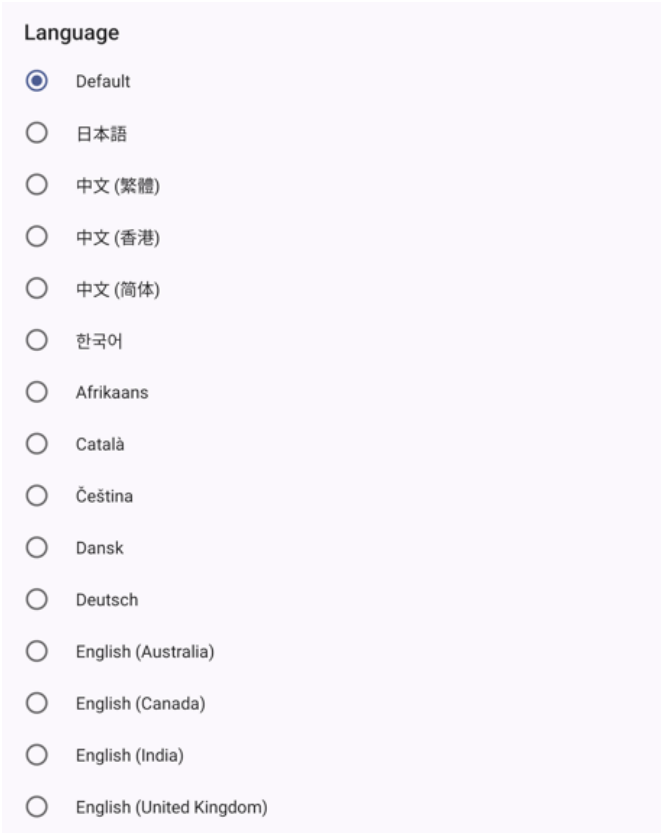 Language
Default
日本語
中文 (繁體)
中文 (香港)
中文 (简体)
한국어
Afrikaans
Català
Čeština
Dansk
Deutsch
English (Australia)
English (Canada)
English (India)
English (United Kingdom)